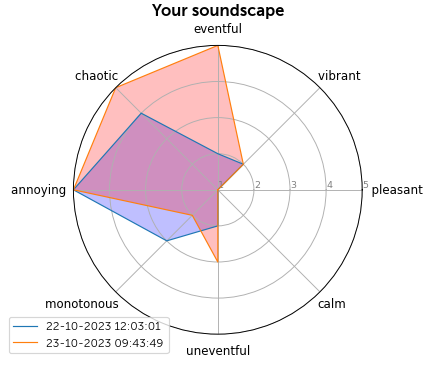 Your soundscape
eventful
chaotic
vibrant
annoying
1
2
3
4
5
pleasant
monotonous
calm
22-10-2023 12:03:01
23-10-2023 09:43:49
uneventful